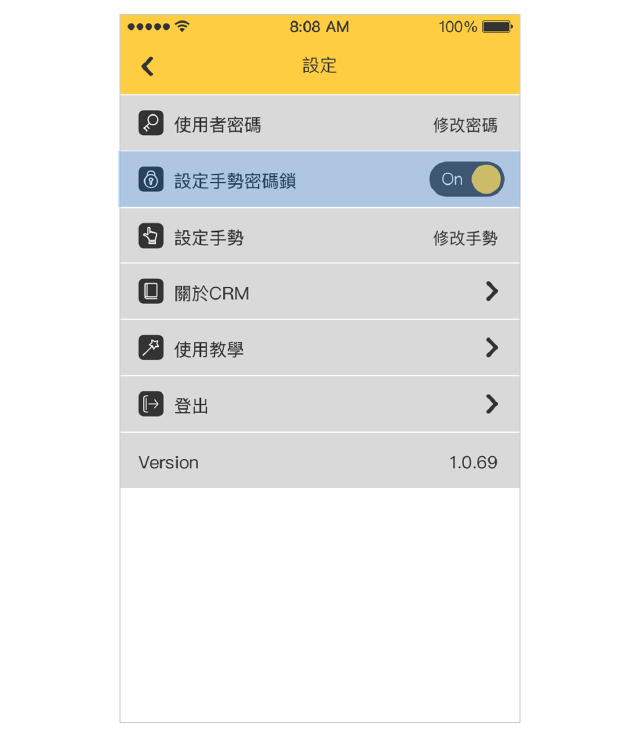 8:08 AM 100%
設定
使用者密碼 修改密碼
設定手勢密碼鎖 On
設定手勢 修改手勢
關於CRM
使用教學
登出
Version 1.0.69